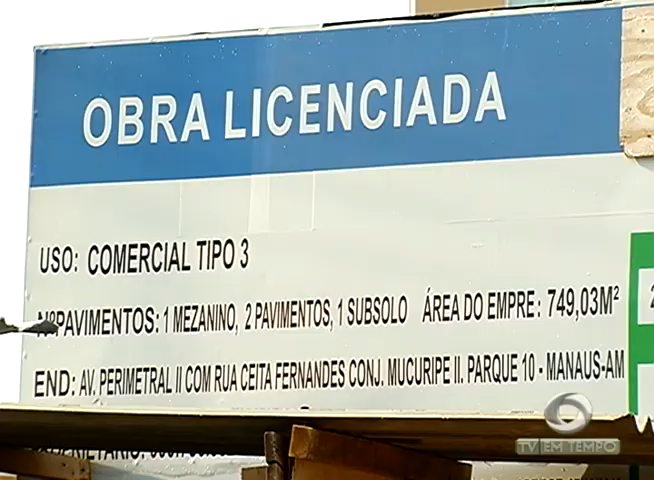 OBRA LICENCIADA
USO: COMERCIAL TIPO 3
NºPAVIMENTOS: 1 MEZANINO, 2 PAVIMENTOS, 1 SUBSOLO ÁREA DO EMPRE: 749,03M²
END: AV. PERIMETRAL II COM RUA CEITA FERNANDES CONJ. MUCURIPE II. PARQUE 10 - MANAUS-AM
TV EM TEMPO